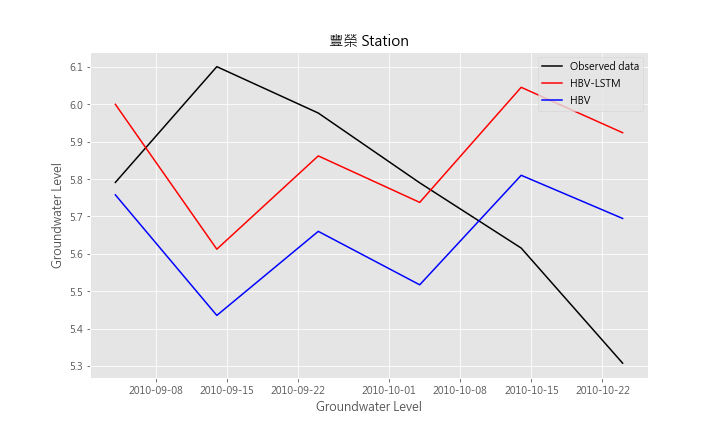 豐榮 Station
Observed data
HBV-LSTM
HBV
Groundwater Level
6.1
6.0
5.9
5.8
5.7
5.6
5.5
5.4
5.3
2010-09-08 2010-09-15 2010-09-22 2010-10-01 2010-10-08 2010-10-15 2010-10-22
Groundwater Level